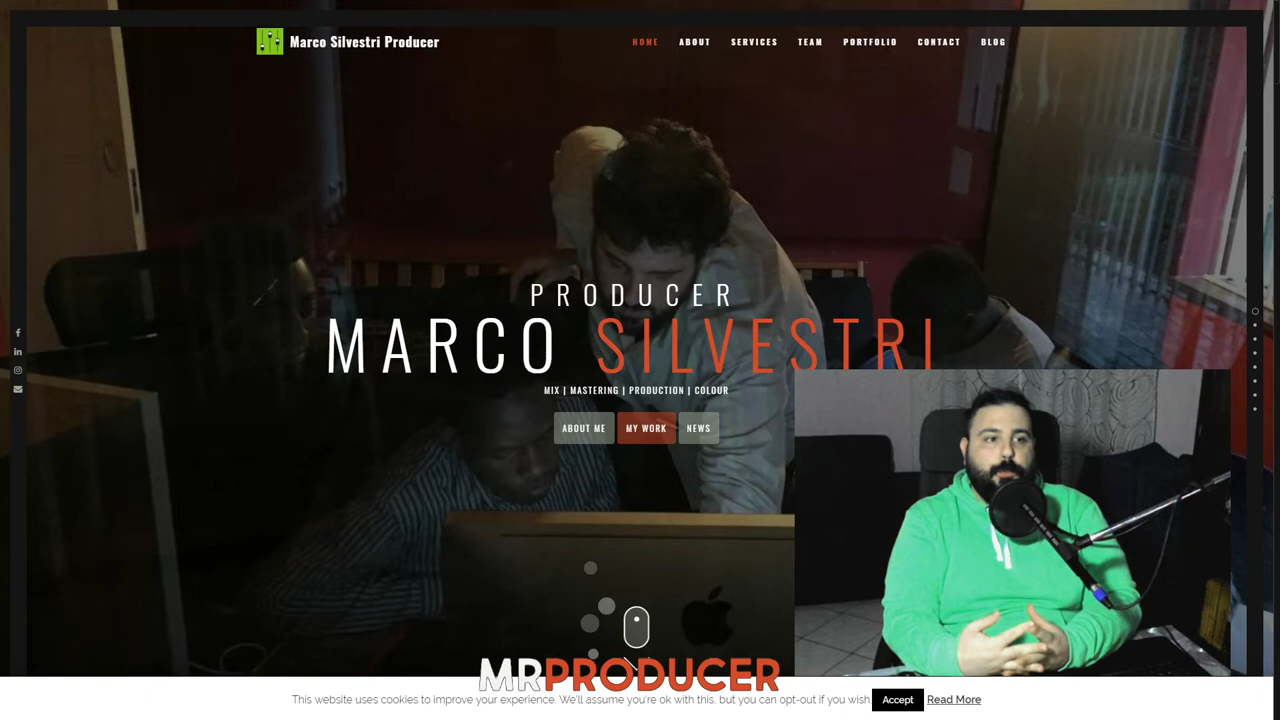 Marco Silvestri Producer
HOME ABOUT SERVICES TEAM PORTFOLIO CONTACT BLOG
PRODUCER
MARCO SILVESTRI
MIX | MASTERING | PRODUCTION | COLOUR
ABOUT ME MY WORK NEWS
MRPRODUCER
This website uses cookies to improve your experience. We'll assume you're ok with this, but you can opt-out if you wish. Accept Read More